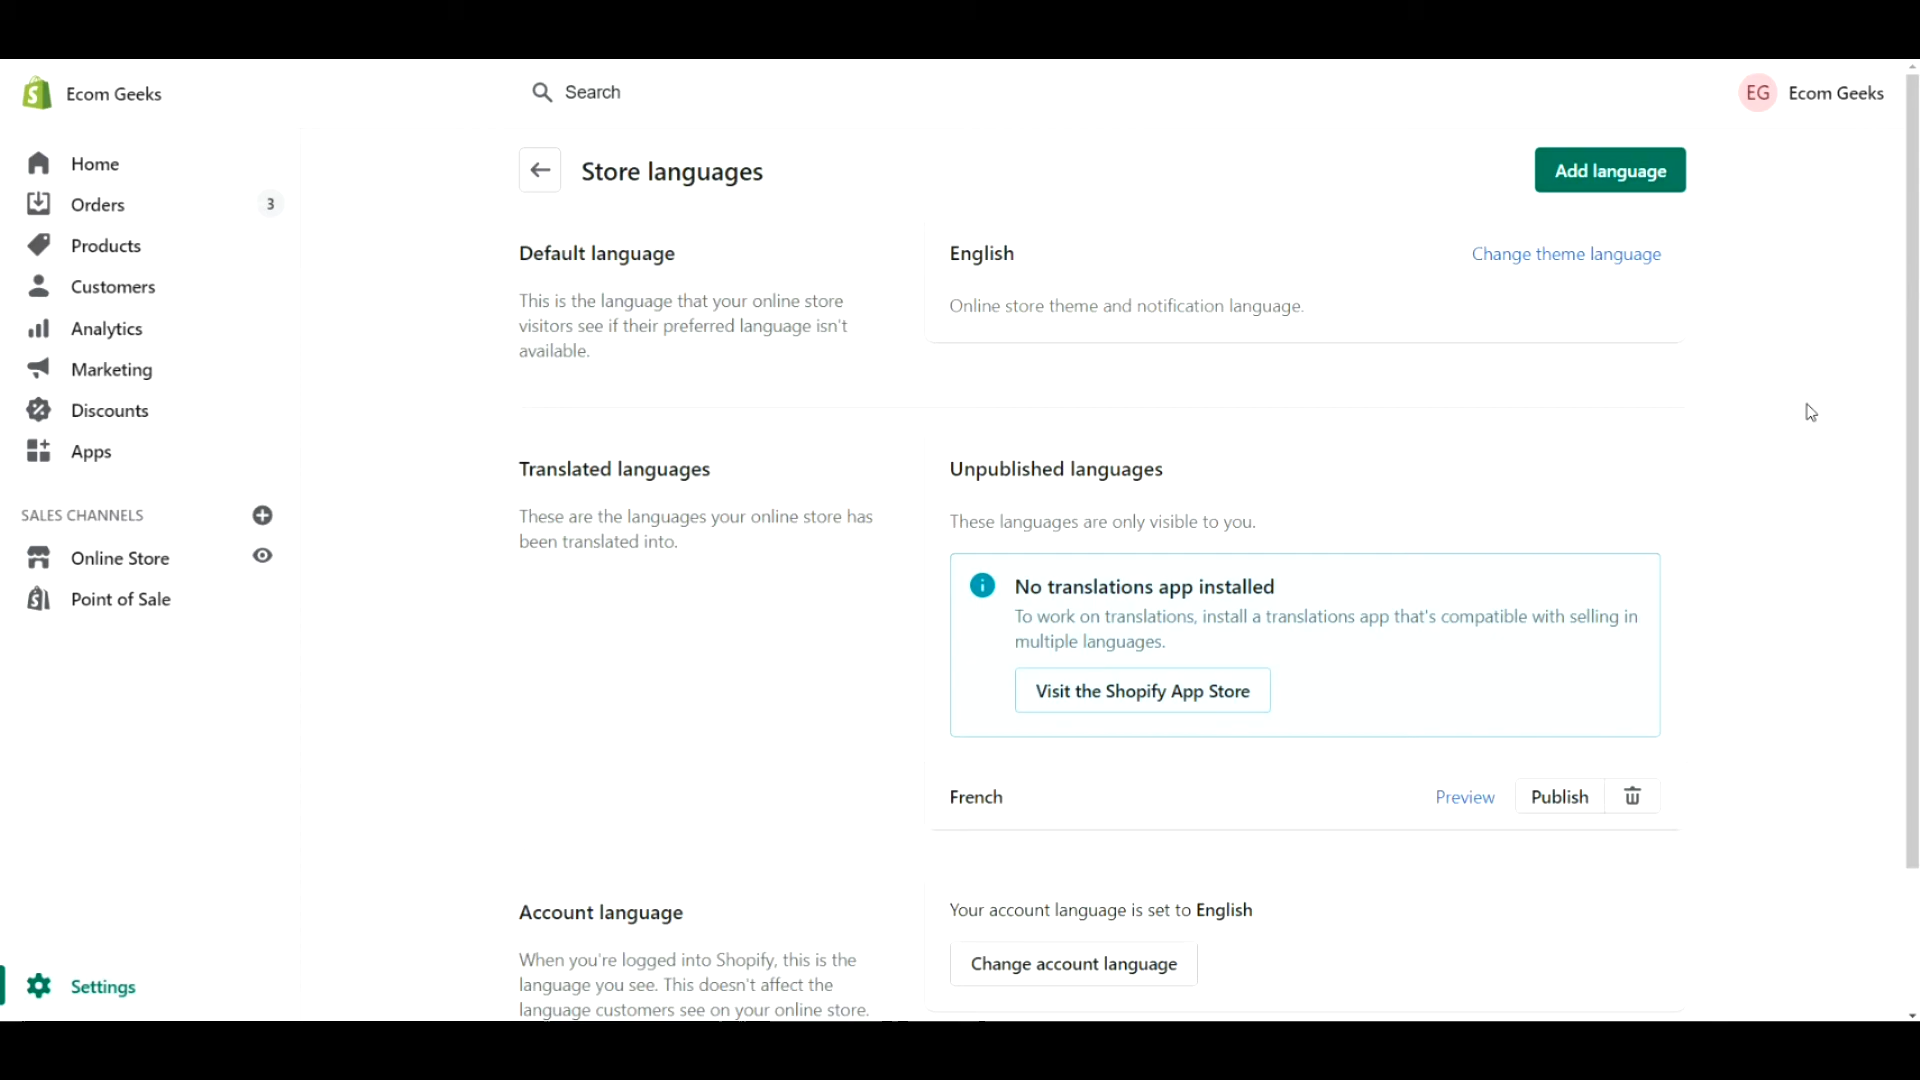 Ecom Geeks
Search
EG Ecom Geeks
Home
Orders 3
Products
Customers
Analytics
Marketing
Discounts
Apps
SALES CHANNELS
Online Store
Point of Sale
Settings
Store languages
Add language
Default language
This is the language that your online store
visitors see if their preferred language isn't
available.
English
Change theme language
Online store theme and notification language.
Translated languages
These are the languages your online store has
been translated into.
Unpublished languages
These languages are only visible to you.
No translations app installed
To work on translations, install a translations app that's compatible with selling in
multiple languages.
Visit the Shopify App Store
French
Preview
Publish
Account language
When you're logged into Shopify, this is the
language you see. This doesn't affect the
language customers see on your online store.
Your account language is set to English
Change account language